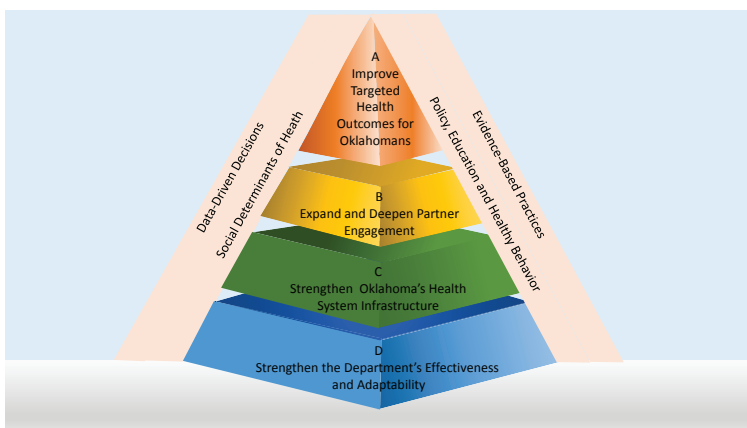 A
Improve
Targeted
Health
Outcomes for
Oklahomans
Data-Driven Decisions
Social Determinants of Heath
Evidence-Based Practices
Policy, Education and Healthy Behavior
B
Expand and Deepen Partner
Engagement
C
Strengthen Oklahoma's Health
System Infrastructure
D
Strengthen the Department's Effectiveness
and Adaptability